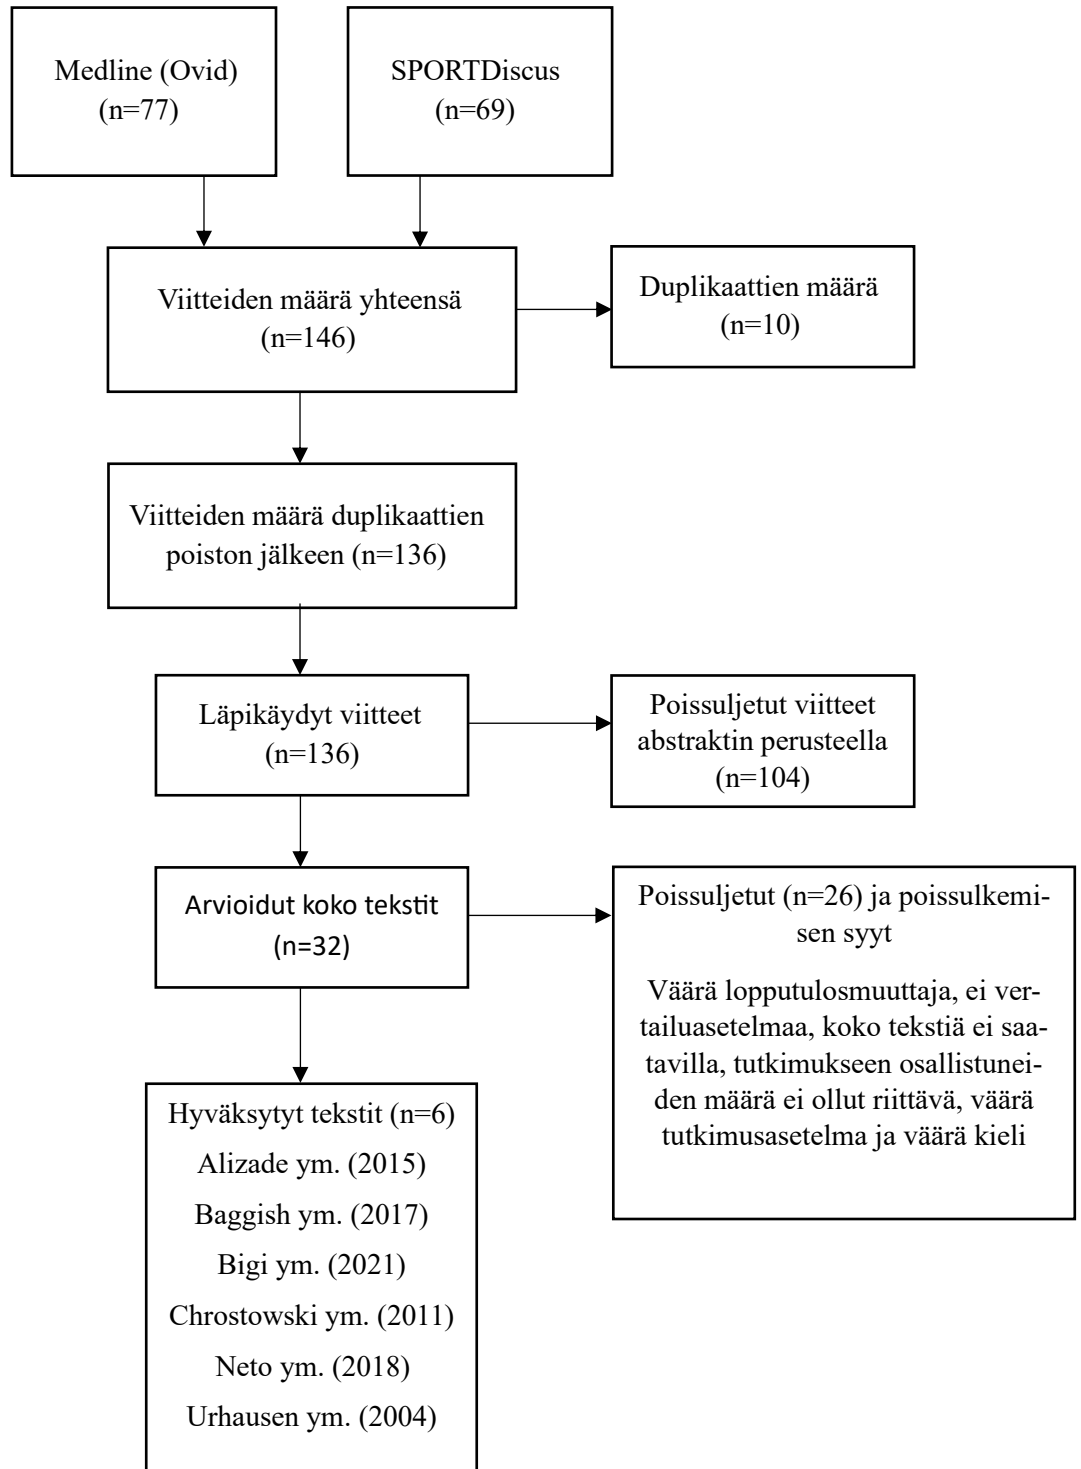 Medline (Ovid)
(n=77)
SPORTDiscus
(n=69)
Viitteiden määrä yhteensä
(n=146)
Duplikaattien määrä
(n=10)
Viitteiden määrä duplikaattien
poiston jälkeen (n=136)
Läpikäydyt viitteet
(n=136)
Poissuljetut viitteet
abstraktin perusteella
(n=104)
Arvioidut koko tekstit
(n=32)
Poissuljetut (n=26) ja poissulkemi-
sen syyt
Väärä lopputulosmuuttaja, ei ver-
tailuasetelmaa, koko tekstiä ei saa-
tavilla, tutkimukseen osallistunei-
den määrä ei ollut riittävä, väärä
tutkimusasetelma ja väärä kieli
Hyväksytyt tekstit (n=6)
Alizade ym. (2015)
Baggish ym. (2017)
Bigi ym. (2021)
Chrostowski ym. (2011)
Neto ym. (2018)
Urhausen ym. (2004)